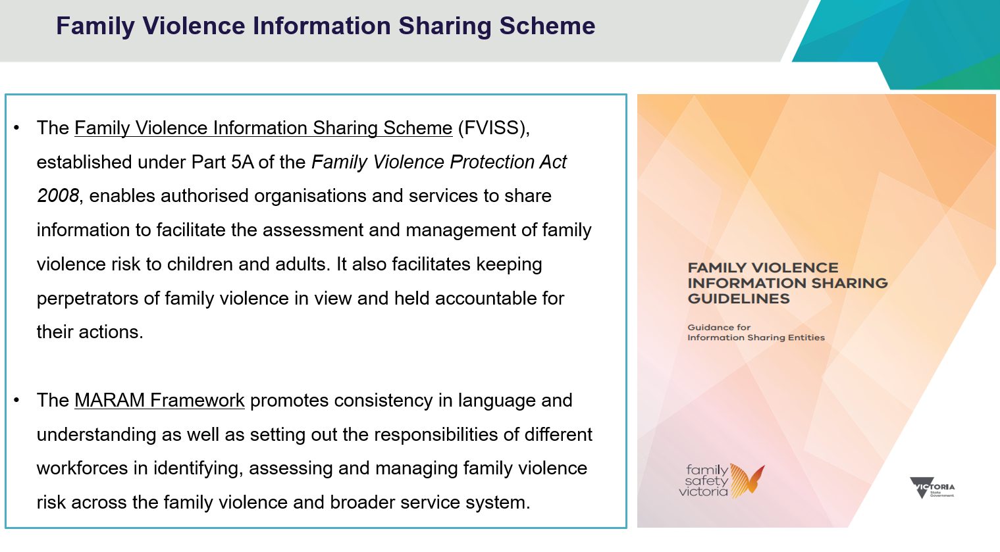 Family Violence Information Sharing Scheme
• The Family Violence Information Sharing Scheme (FVISS),
established under Part 5A of the Family Violence Protection Act
2008, enables authorised organisations and services to share
information to facilitate the assessment and management of family
violence risk to children and adults. It also facilitates keeping
perpetrators of family violence in view and held accountable for
their actions.
• The MARAM Framework promotes consistency in language and
understanding as well as setting out the responsibilities of different
workforces in identifying, assessing and managing family violence
risk across the family violence and broader service system.
FAMILY VIOLENCE
INFORMATION SHARING
GUIDELINES
Guidance for
Information Sharing Entities
family
safety
victoria
VICTORIA
State
Government